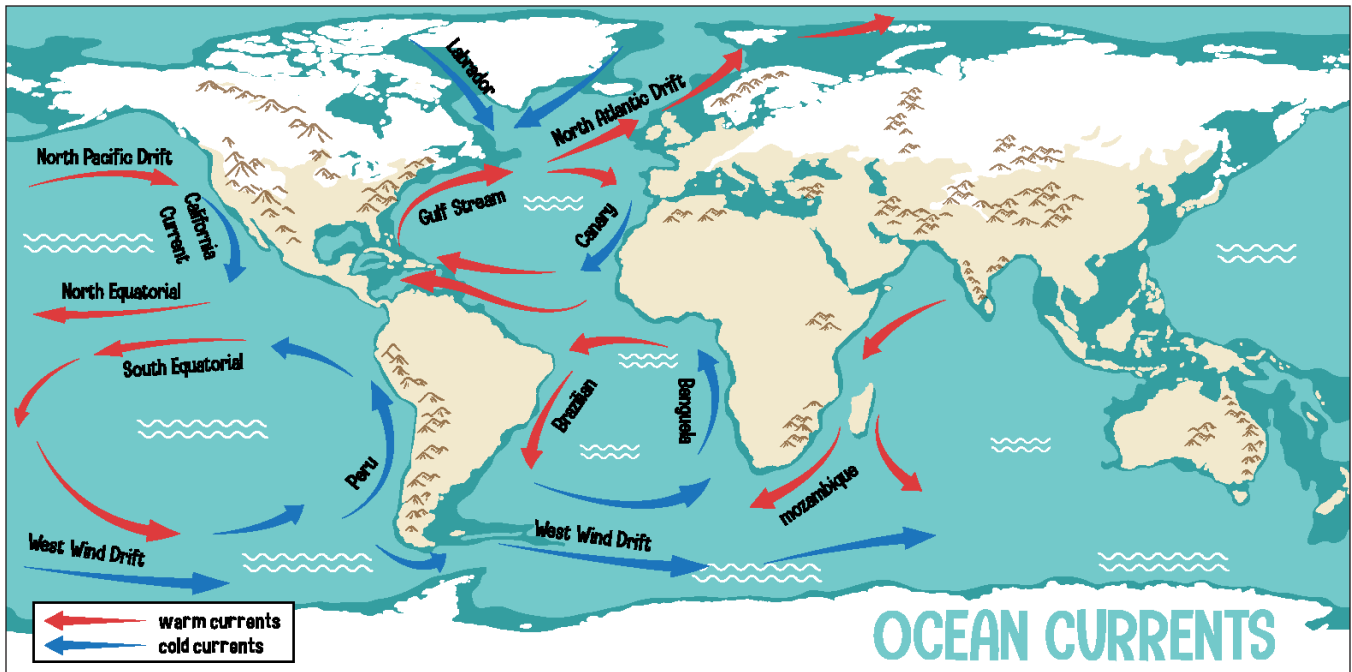 Labrador
North Atlantic Drift
North Pacific Drift
California
Current
Gulf Stream
Canary
North Equatorial
South Equatorial
Brazilian
Benguela
Peru
mozambique
West Wind Drift
West Wind Drift
warm currents
cold currents
OCEAN CURRENTS